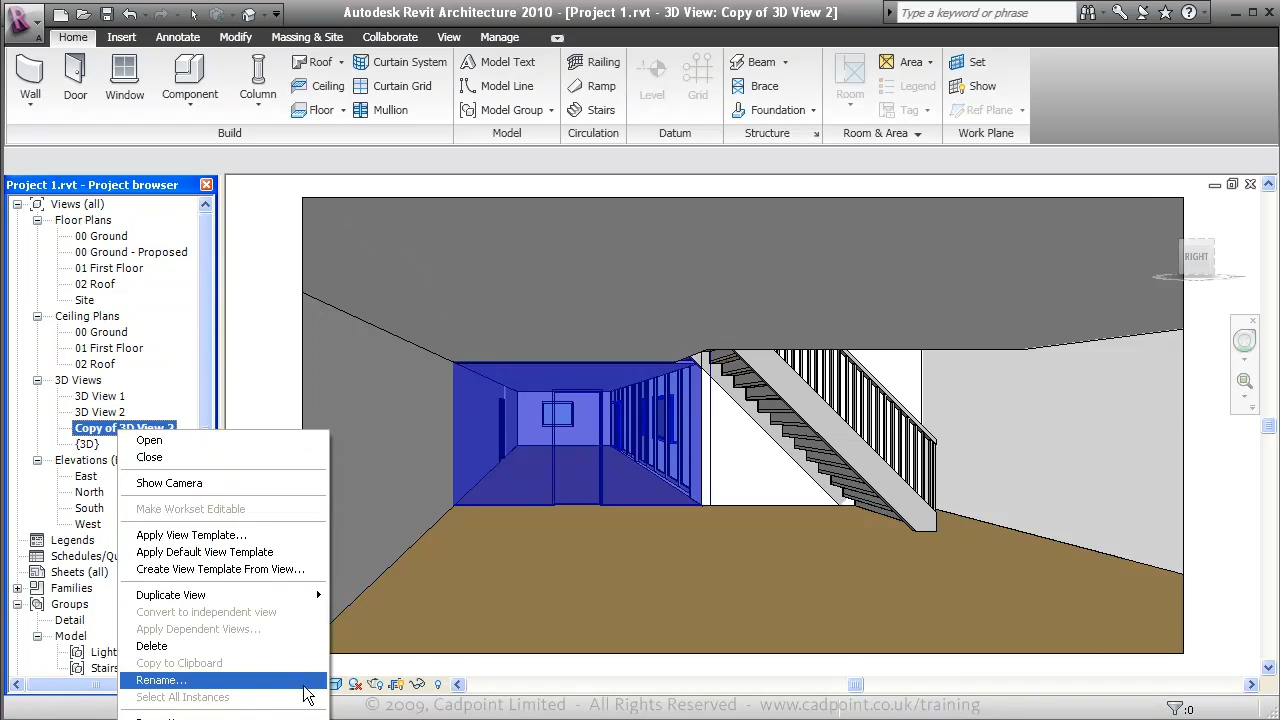 Autodesk Revit Architecture 2010 - [Project 1.rvt - 3D View: Copy of 3D View 2]
Type a keyword or phrase
Home Insert Annotate Modify Massing & Site Collaborate View Manage
Wall Door Window Component Column
Roof Ceiling Floor
Curtain System Curtain Grid Mullion
Model Text Model Line Model Group
Railing Ramp Stairs
Level Grid
Beam Brace Foundation
Room
Area Legend Tag
Set Show Ref Plane
Build Model Circulation Datum Structure Room & Area Work Plane
Project 1.rvt - Project browser
Views (all)
Floor Plans
00 Ground
00 Ground - Proposed
01 First Floor
02 Roof
Site
Ceiling Plans
00 Ground
01 First Floor
02 Roof
3D Views
3D View 1
3D View 2
Copy of 3D View 2
{3D}
Elevations (
East
North
South
West
Legends
Schedules/Qu
Sheets (all)
Families
Groups
Detail
Model
Light
Stairs
Open
Close
Show Camera
Make Workset Editable
Apply View Template...
Apply Default View Template
Create View Template From View...
Duplicate View
Convert to independent view
Apply Dependent Views...
Delete
Copy to Clipboard
Rename...
Select All Instances
RIGHT
© 2009, Cadpoint Limited - All Rights Reserved - www.cadpoint.co.uk/training
:0